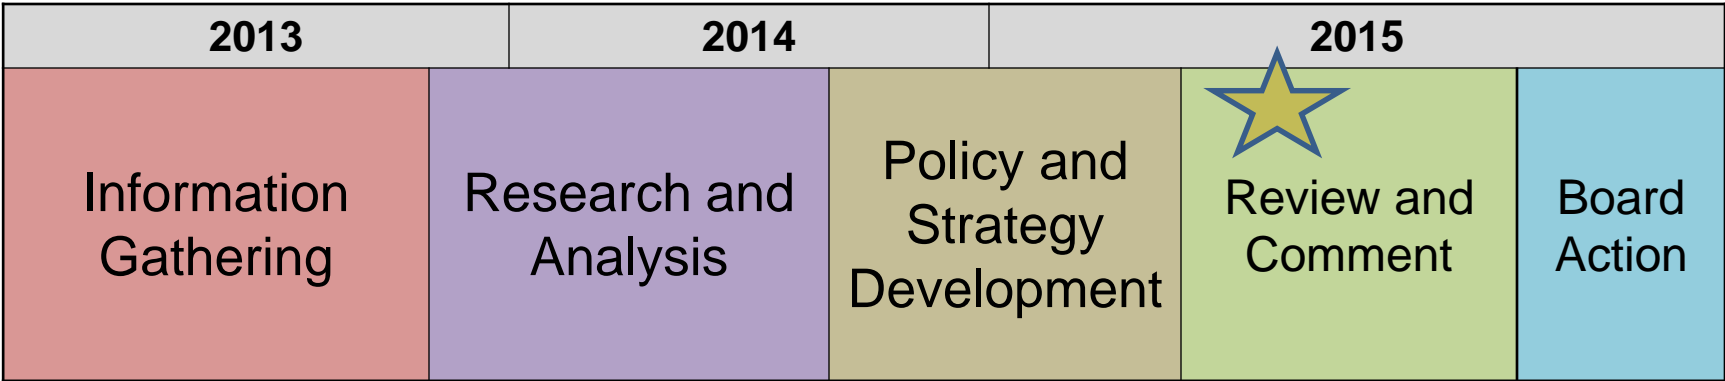 2013
2014
2015
Information
Gathering
Research and
Analysis
Policy and
Strategy
Development
Review and
Comment
Board
Action